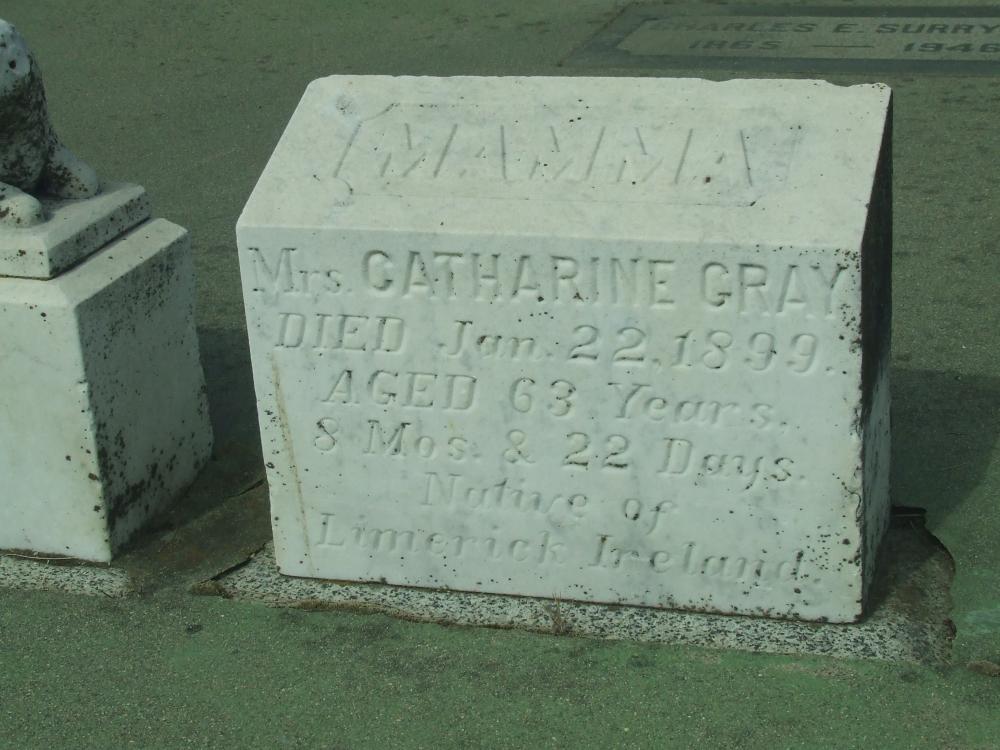 CHARLES E. SURRY
1865 — 1946
MAMMA
Mrs. CATHARINE GRAY
DIED Jan. 22, 1899.
AGED 63 Years.
8 Mos. & 22 Days.
Native of
Limerick Ireland.